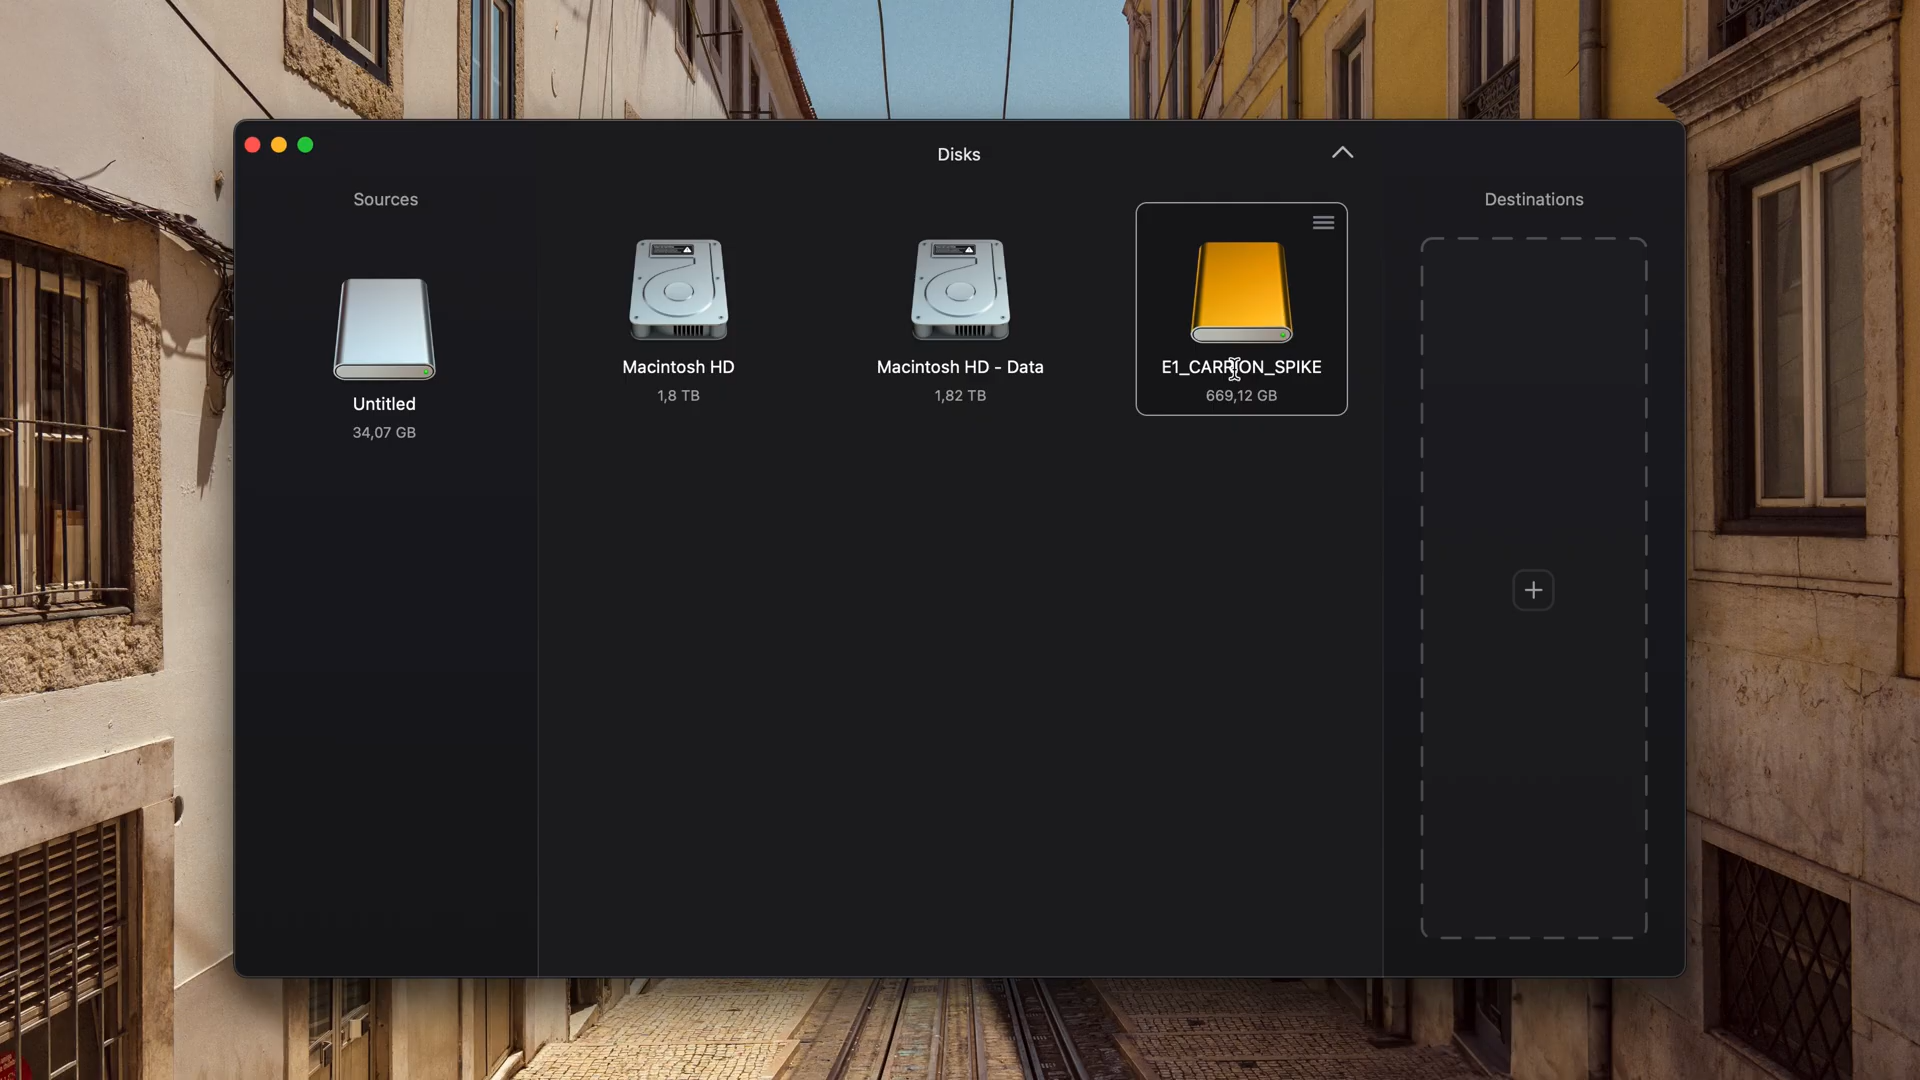 Disks
Sources
Destinations
Macintosh HD
1,8 TB
Macintosh HD - Data
1,82 TB
E1_CARRION_SPIKE
669,12 GB
Untitled
34,07 GB